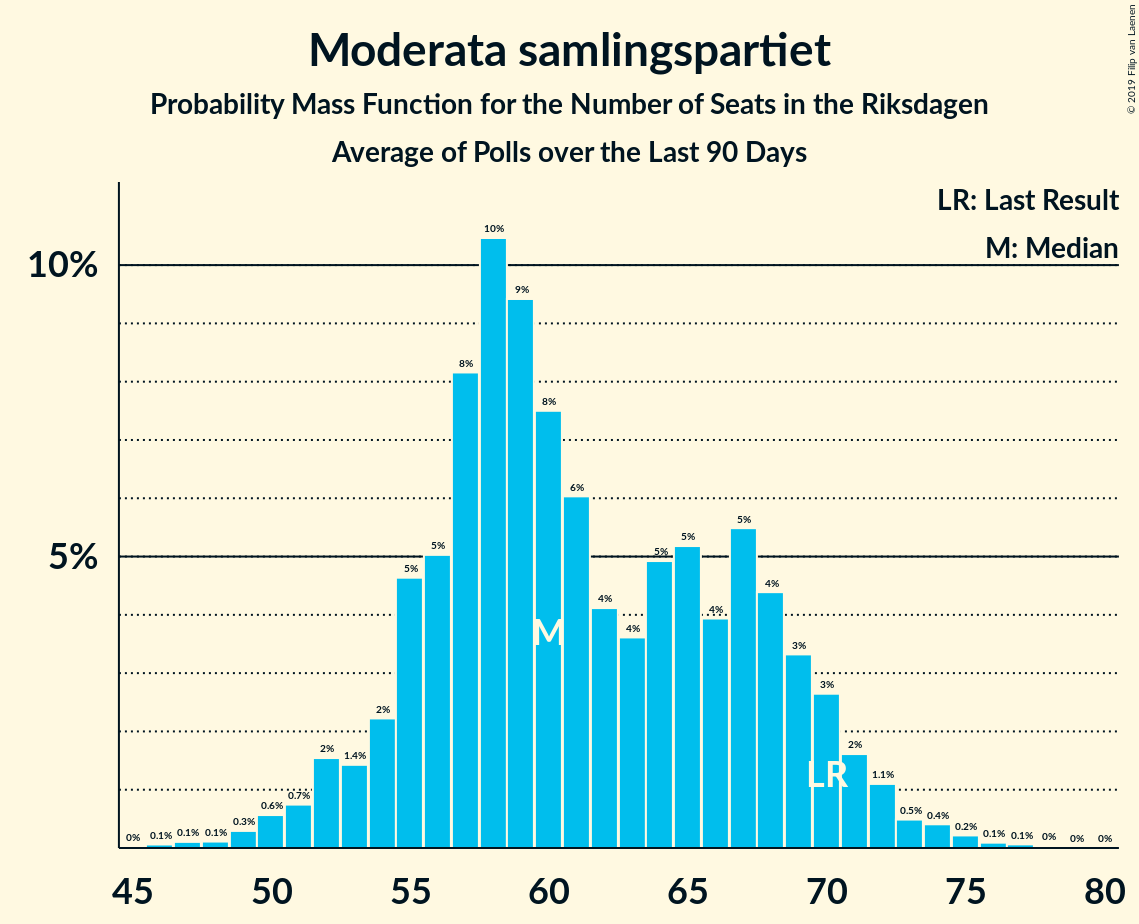 © 2019 Filip van Laenen
Moderata samlingspartiet
Probability Mass Function for the Number of Seats in the Riksdagen
Average of Polls over the Last 90 Days
LR: Last Result
M: Median
10%
5%
0% 0.1% 0.1% 0.1% 0.3% 0.6% 0.7% 2% 1.4% 2% 5% 5% 8% 10% 9% 8% 6% 4% 4% 5% 5% 4% 5% 4% 3% 3% 2% 1.1% 0.5% 0.4% 0.2% 0.1% 0.1% 0% 0% 0%
M
LR
45 50 55 60 65 70 75 80